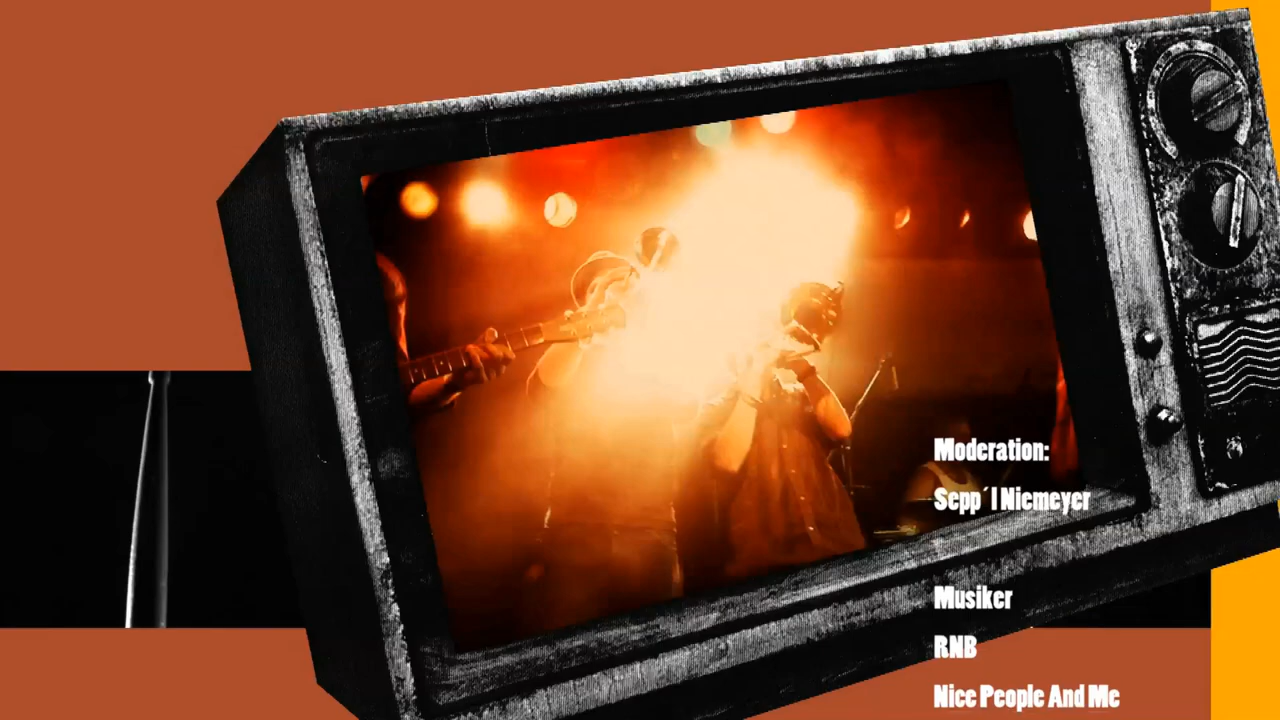 Moderation:
Sepp´l Niemeyer
Musiker
RNB
Nice People And Me